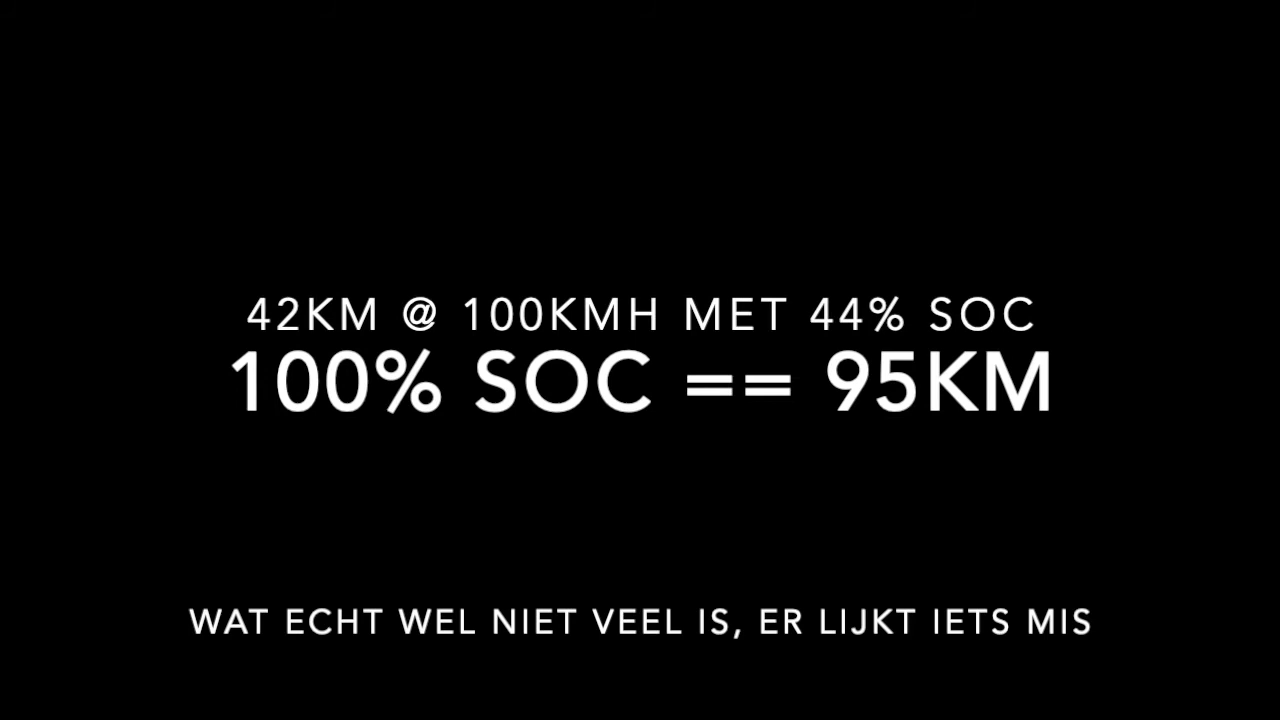 42KM @ 100KMH MET 44% SOC
100% SOC == 95KM
WAT ECHT WEL NIET VEEL IS, ER LIJKT IETS MIS